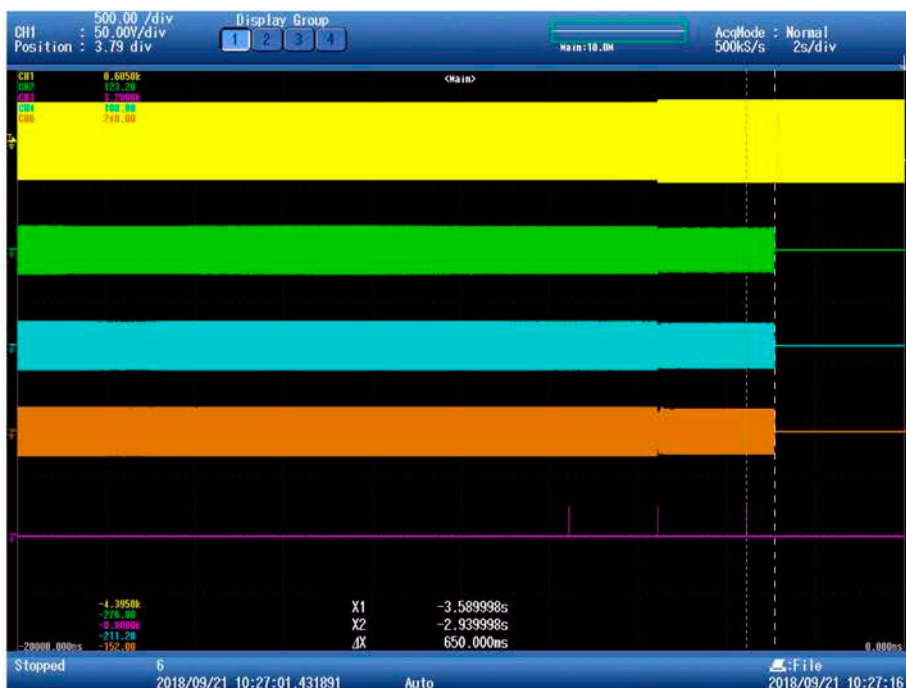 500.00 /div
CH1 : 50.00V/div
Position : 3.79 div
Display Group
1 2 3 4
Main:10.0M
AcqMode : Normal
500kS/s 2s/div
<Main>
CH1 0.6050k
CH2 123.20
CH3
CH4
CH6 248.00
-4.3950k
-276.80
-211.20
-152.00
X1 -3.589998s
X2 -2.939998s
ΔX 650.000ms
-20000.000ms
0.000ms
Stopped 6
2018/09/21 10:27:01.431891 Auto
:File
2018/09/21 10:27:16